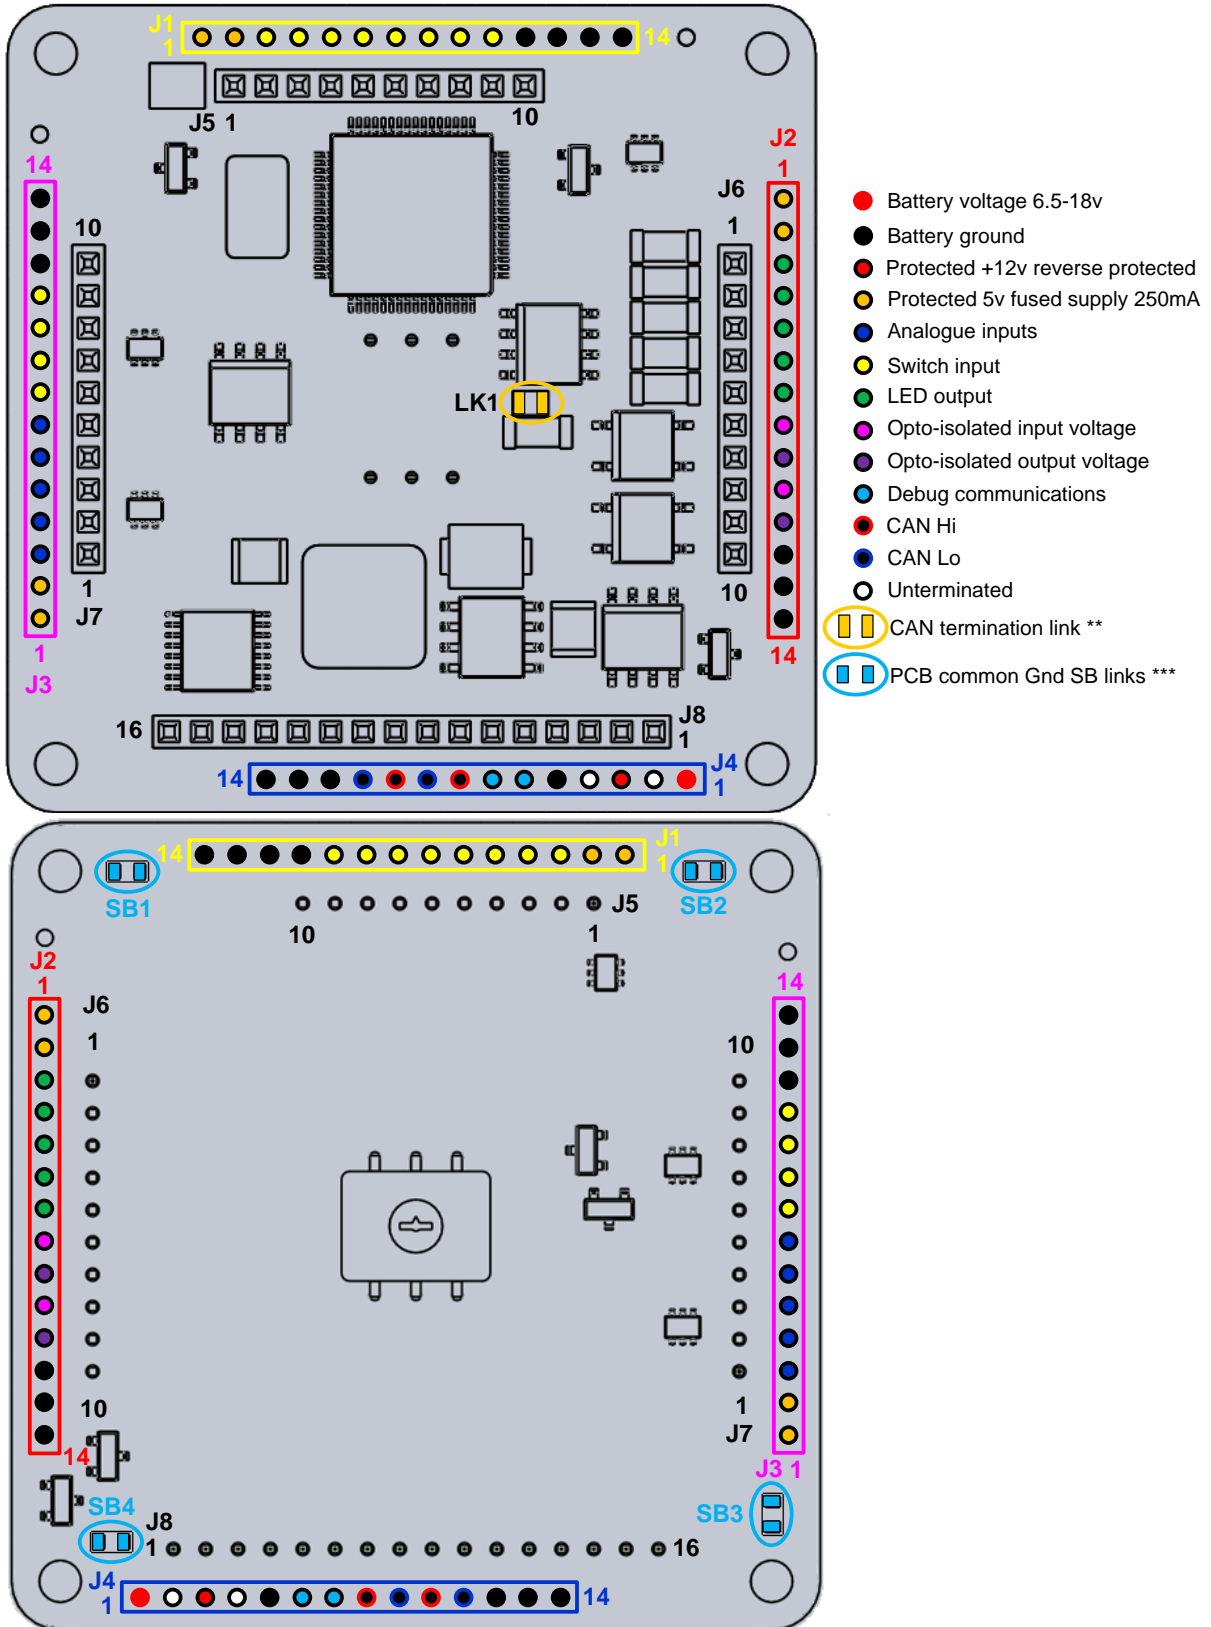 J1
1
14
J5 1
10
J2
1
14
J6
1
10
Battery voltage 6.5-18v
Battery ground
Protected +12v reverse protected
Protected 5v fused supply 250mA
Analogue inputs
Switch input
LED output
Opto-isolated input voltage
Opto-isolated output voltage
Debug communications
CAN Hi
CAN Lo
Unterminated
CAN termination link **
PCB common Gnd SB links ***
LK1
1
J7
10
1
J3
14
16
J8
1
14
J4
1
14
J1
1
SB1
SB2
J5
10
1
J2
1
14
J6
1
10
10
1
J7
J3 1
SB3
14
SB4
J8
1
16
J4
1
14